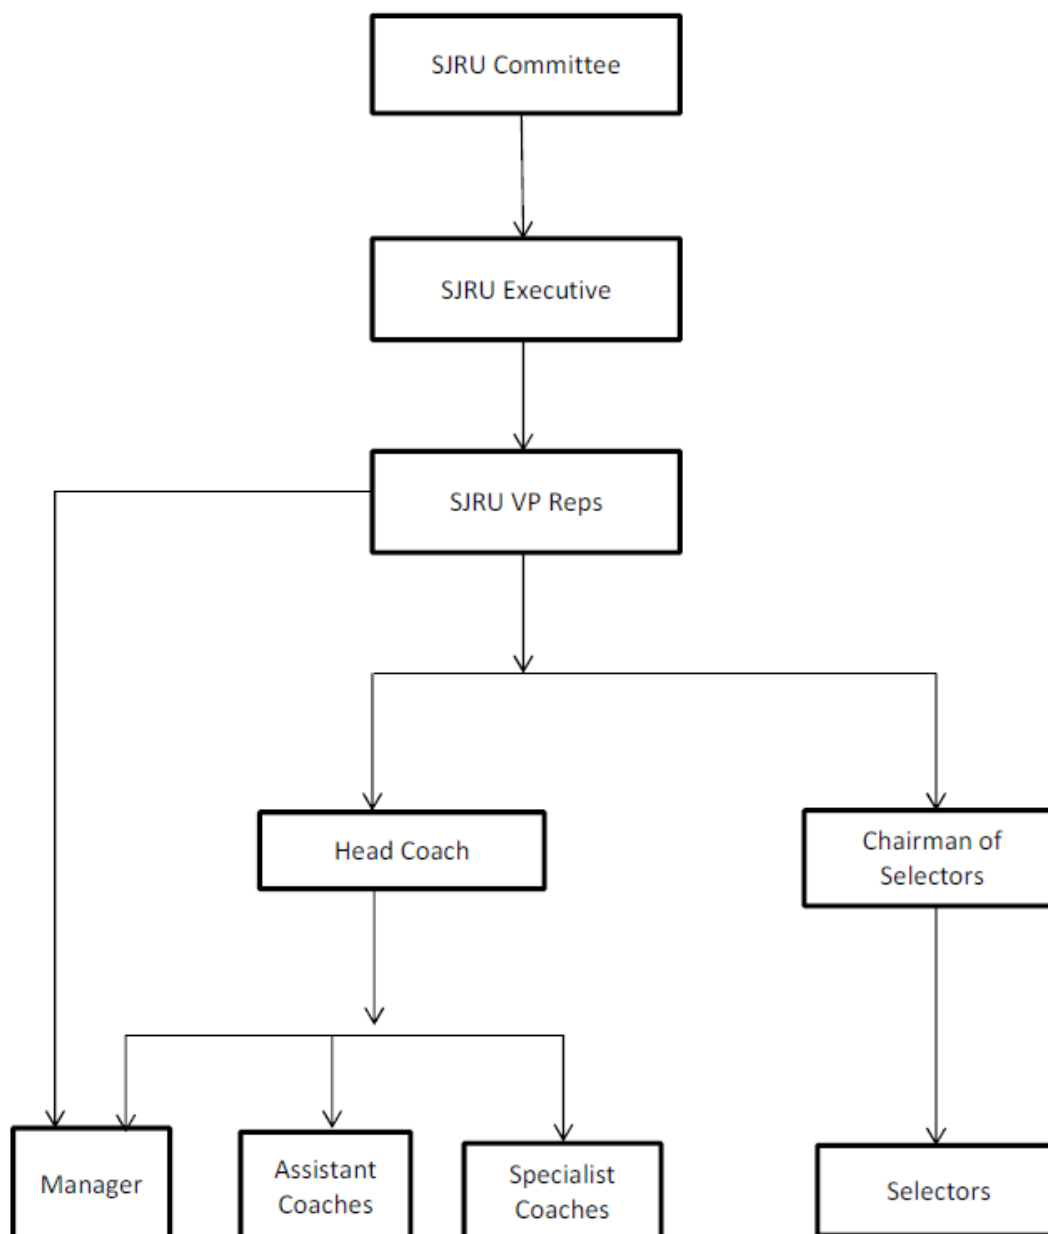 SJRU Committee
SJRU Executive
SJRU VP Reps
Head Coach
Chairman of
Selectors
Manager
Assistant
Coaches
Specialist
Coaches
Selectors